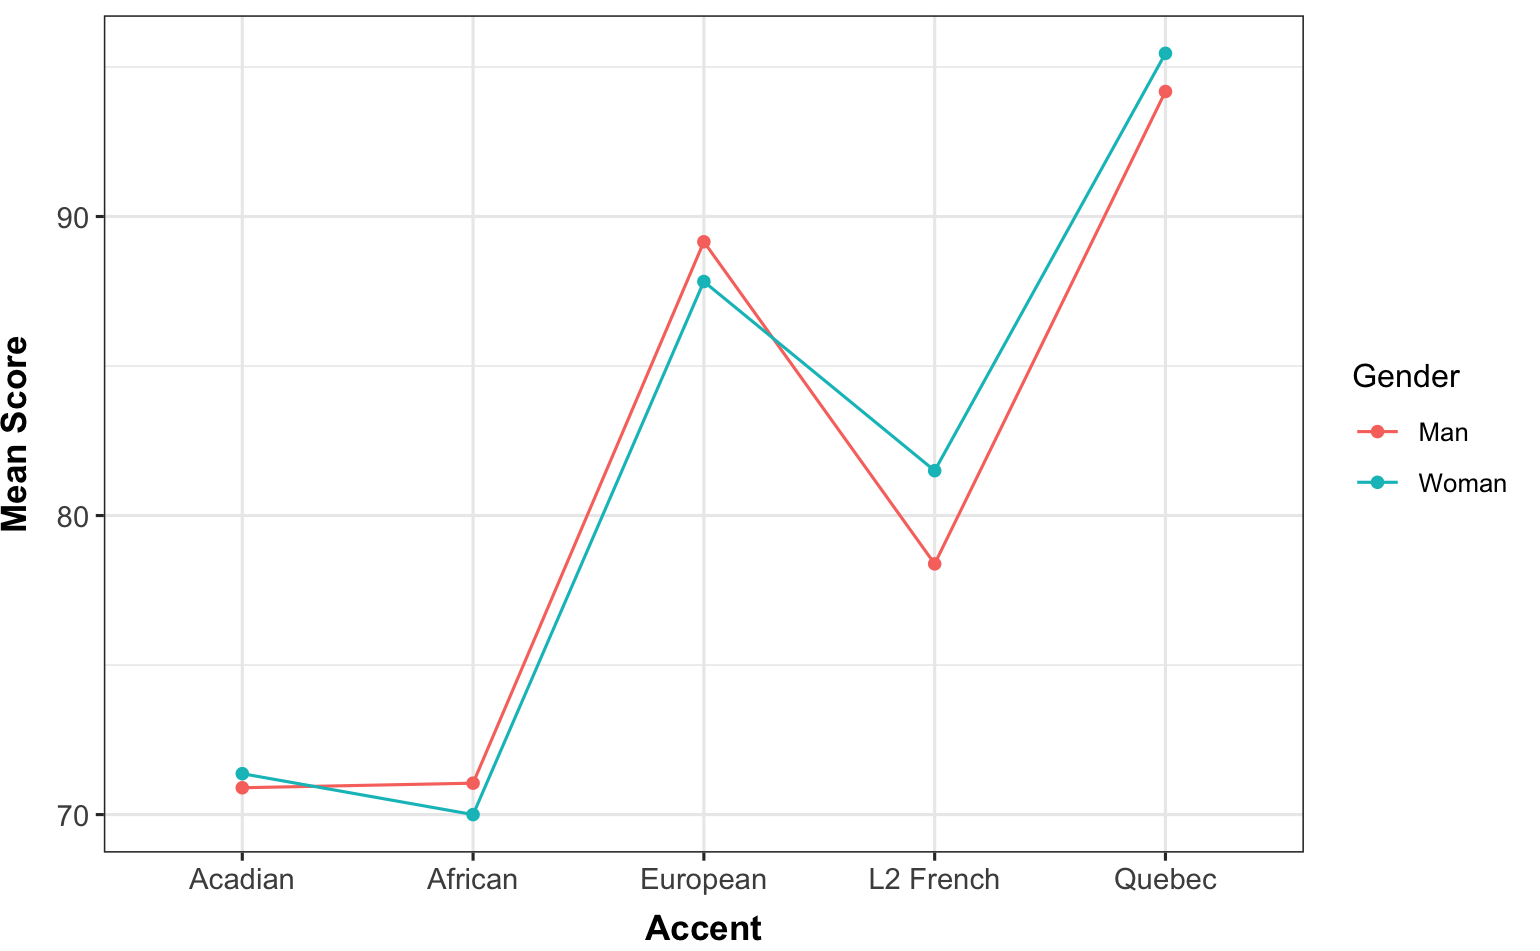 Mean Score
90
80
70
Acadian
African
European
L2 French
Quebec
Accent
Gender
Man
Woman